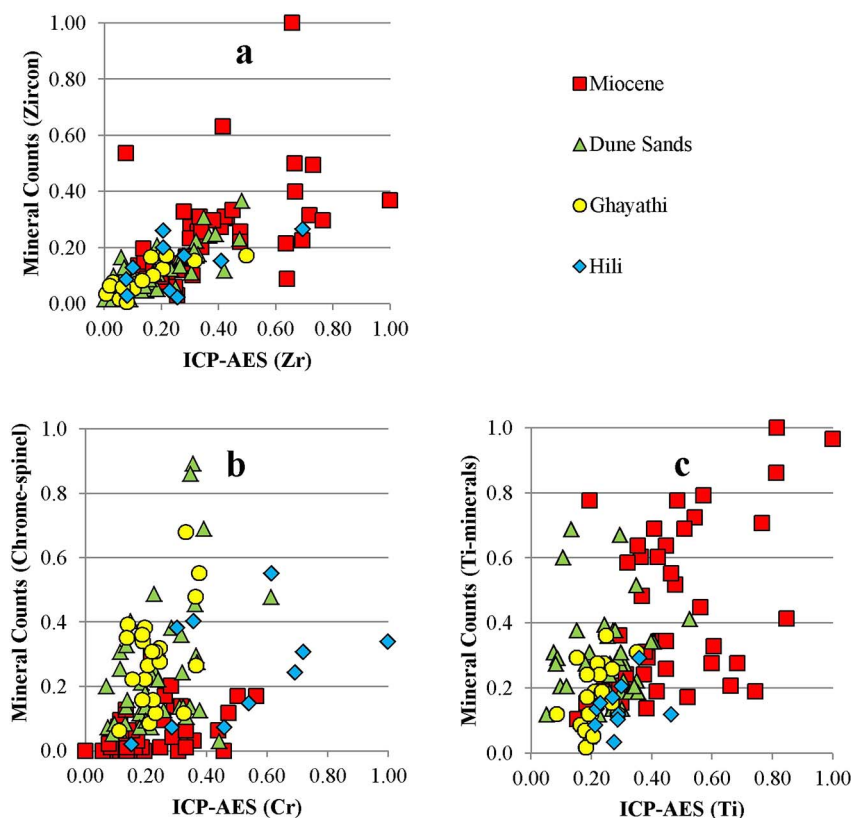 a
1.00
0.80
0.60
0.40
0.20
0.00
Mineral Counts (Zircon)
0.00 0.20 0.40 0.60 0.80 1.00
ICP-AES (Zr)
Miocene
Dune Sands
Ghayathi
Hili
b
1.0
0.8
0.6
0.4
0.2
0.0
Mineral Counts (Chrome-spinel)
0.00 0.20 0.40 0.60 0.80 1.00
ICP-AES (Cr)
c
1.0
0.8
0.6
0.4
0.2
0.0
Mineral Counts (Ti-minerals)
0.00 0.20 0.40 0.60 0.80 1.00
ICP-AES (Ti)